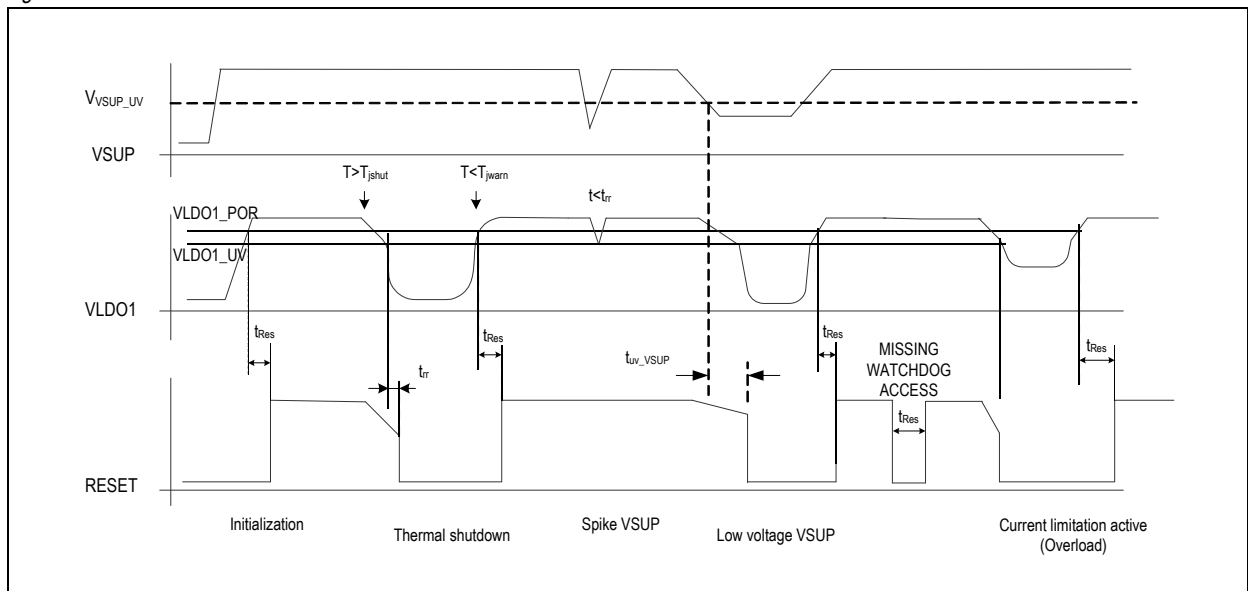 VVSUP_UV
VSUP
T>Tjshut
T<Tjwarn
t<trr
VLDO1_POR
VLDO1_UV
VLDO1
tRes
trr
tRes
tuv_VSUP
tRes
MISSING
WATCHDOG
ACCESS
tRes
tRes
RESET
Initialization
Thermal shutdown
Spike VSUP
Low voltage VSUP
Current limitation active
(Overload)